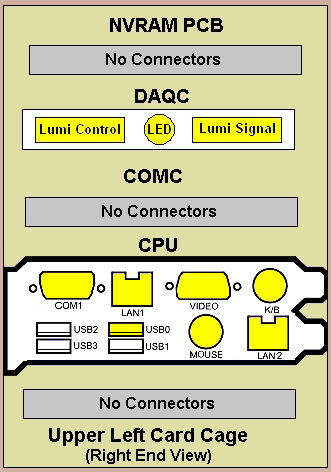 NVRAM PCB
No Connectors
DAQC
Lumi Control LED Lumi Signal
COMC
No Connectors
CPU
COM1 LAN1 VIDEO K/B
USB2 USB0
USB3 USB1 MOUSE LAN2
No Connectors
Upper Left Card Cage
(Right End View)